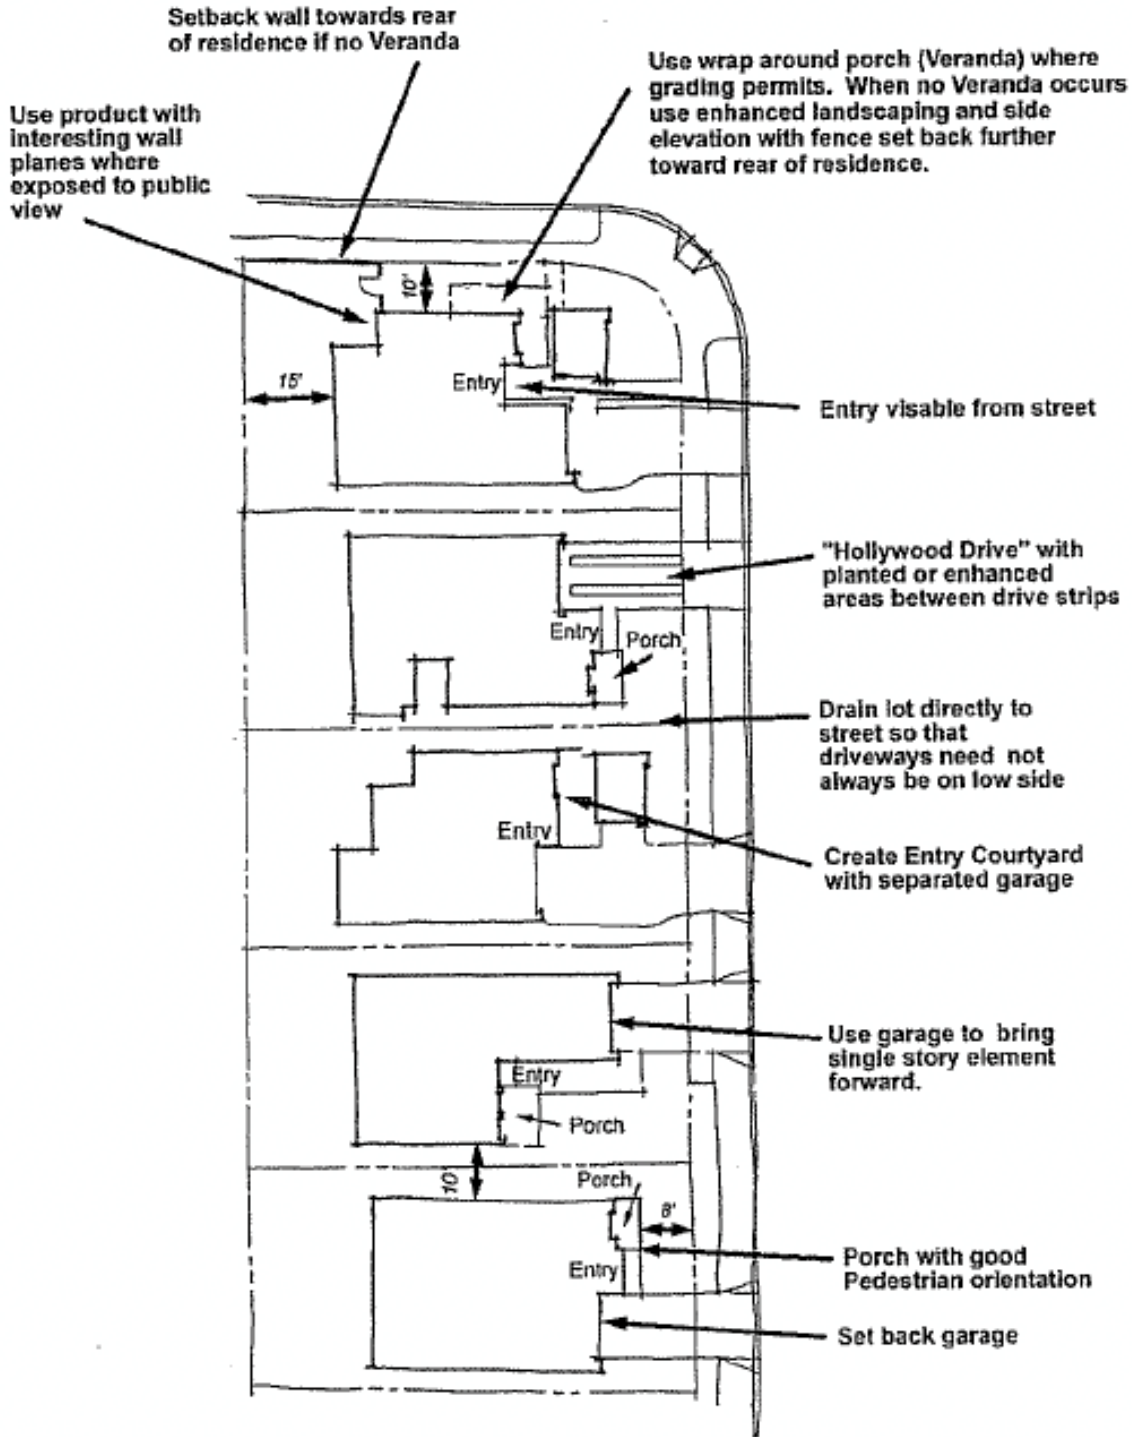 Setback wall towards rear
of residence if no Veranda
Use wrap around porch (Veranda) where
grading permits. When no Veranda occurs
use enhanced landscaping and side
elevation with fence set back further
toward rear of residence.
Use product with
interesting wall
planes where
exposed to public
view
10'
15'
Entry
Entry visable from street
"Hollywood Drive" with
planted or enhanced
areas between drive strips
Entry
Porch
Drain lot directly to
street so that
driveways need not
always be on low side
Entry
Create Entry Courtyard
with separated garage
Use garage to bring
single story element
forward.
Entry
Porch
10'
Porch
8'
Entry
Porch with good
Pedestrian orientation
Set back garage